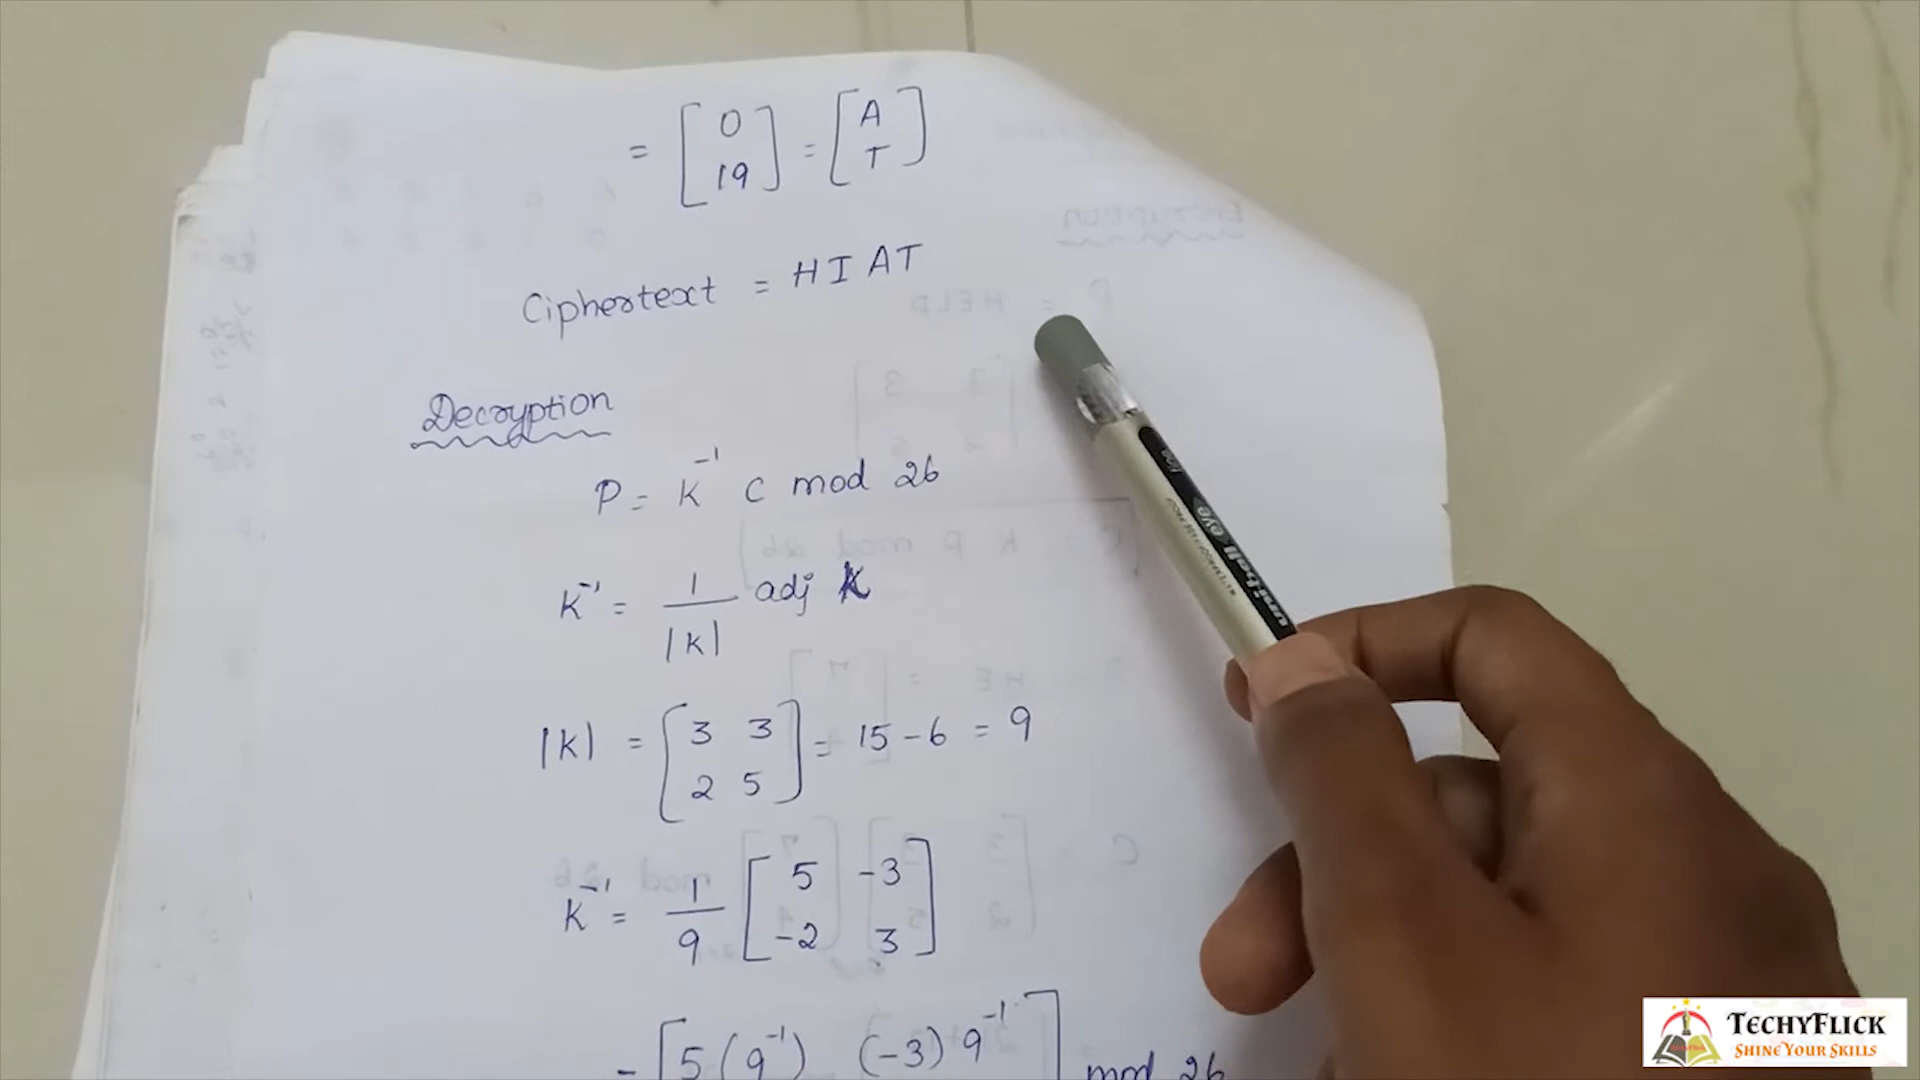 = [ 0 19 ] = [ A T ]
Ciphertext = HIAT
Decryption
P = K⁻¹ C mod 26
K⁻¹ = 1/|K| adj K
|K| = [ 3 3 2 5 ] = 15 - 6 = 9
K⁻¹ = 1/9 [ 5 -3 -2 3 ]
= [ 5(9⁻¹) (-3)9⁻¹ ] mod 26
uni-ball eye
TECHYFLICK
SHINE YOUR SKILLS